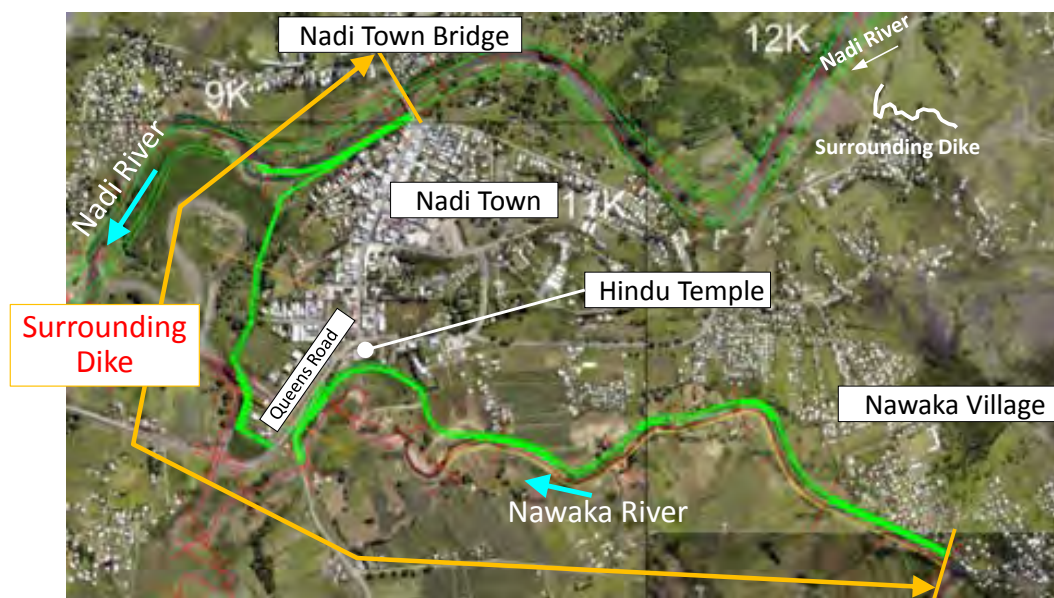 Nadi Town Bridge
12K
Nadi River
9K
Surrounding Dike
Nadi River
Nadi Town
11K
Hindu Temple
Surrounding
Dike
Queens Road
Nawaka Village
Nawaka River